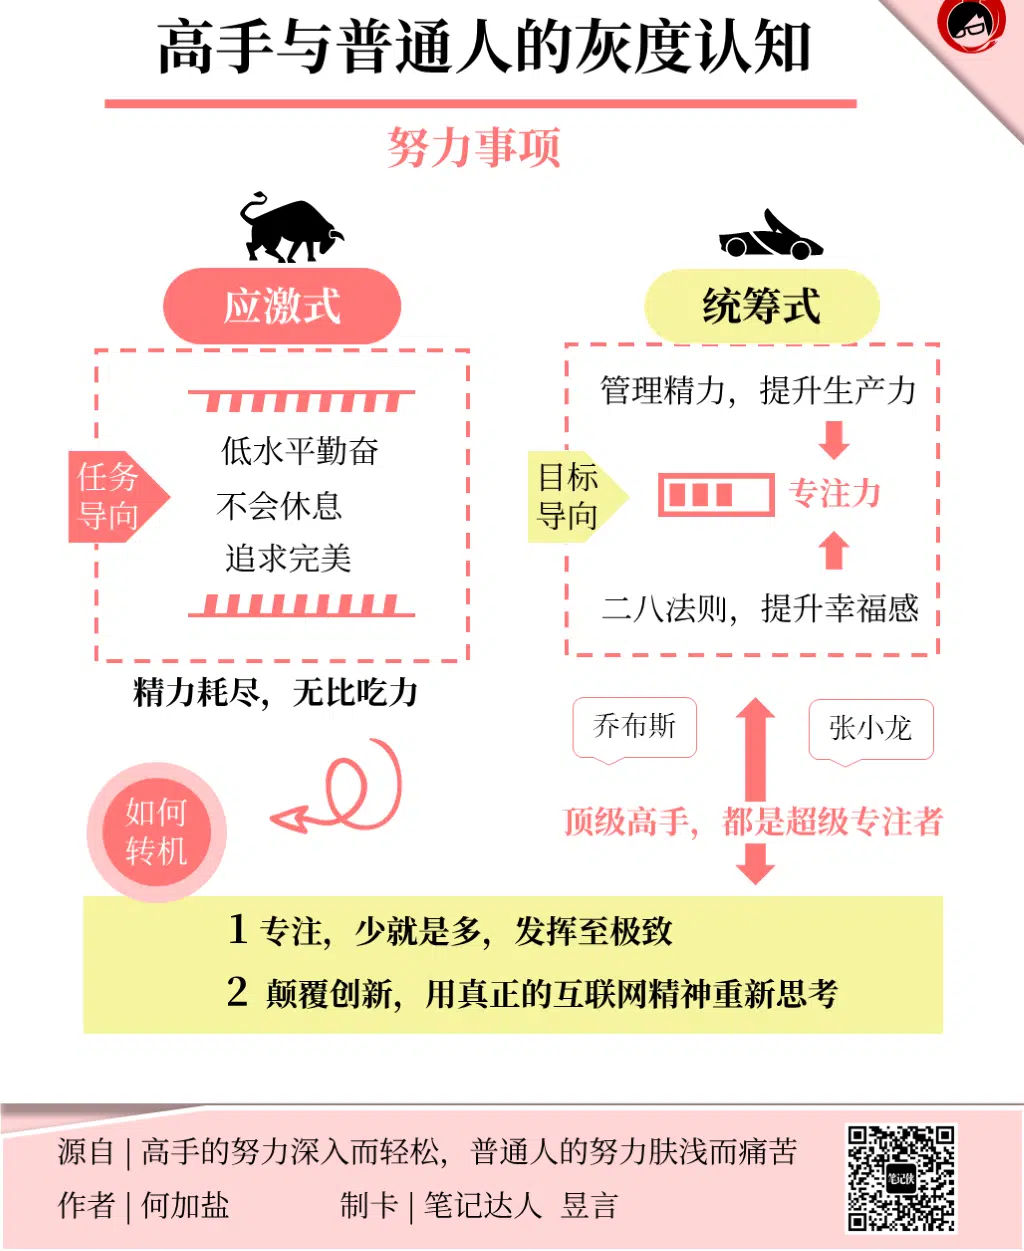 高手与普通人的灰度认知
努力事项
应激式
统筹式
任务
导向
低水平勤奋
不会休息
追求完美
精力耗尽，无比吃力
目标
导向
管理精力，提升生产力
专注力
二八法则，提升幸福感
乔布斯
张小龙
顶级高手，都是超级专注者
如何
转机
1 专注，少就是多，发挥至极致
2 颠覆创新，用真正的互联网精神重新思考
源自 | 高手的努力深入而轻松，普通人的努力肤浅而痛苦
作者 | 何加盐
制卡 | 笔记达人 昱言
笔记侠